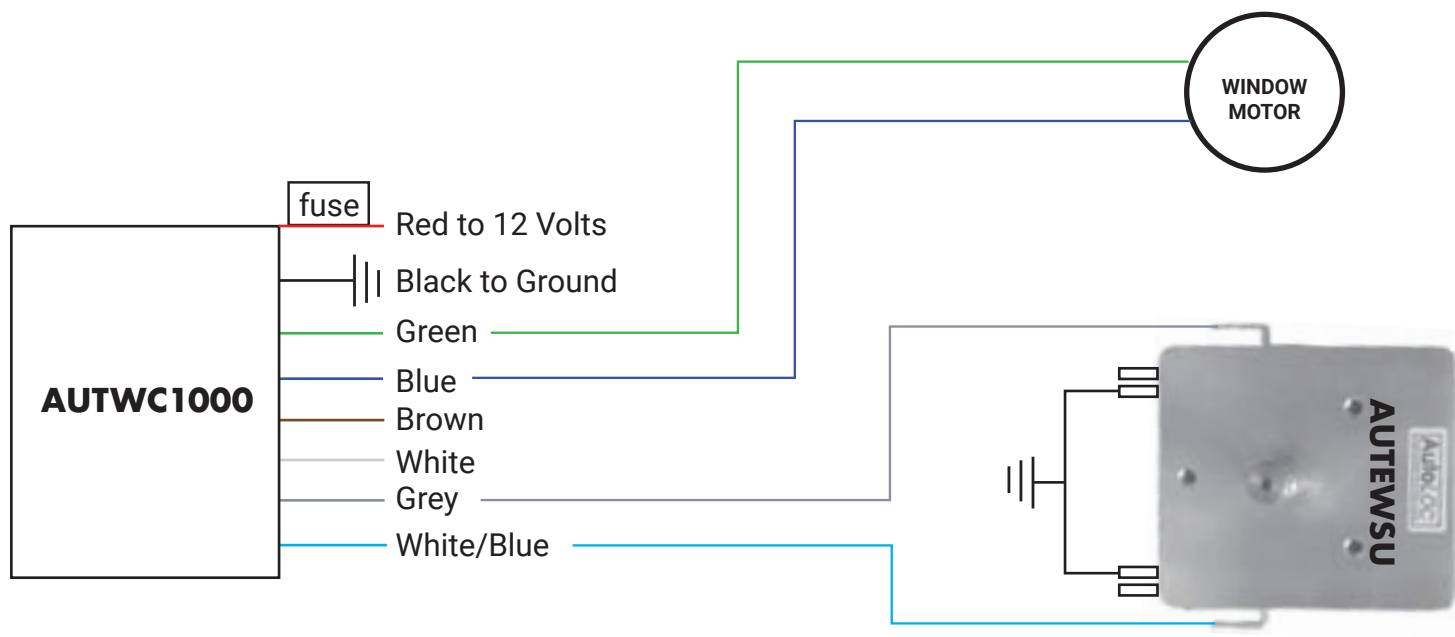 WINDOW
MOTOR
fuse
Red to 12 Volts
Black to Ground
Green
Blue
AUTWC1000
Brown
White
Grey
White/Blue
AUTEWSU
AutoLoc